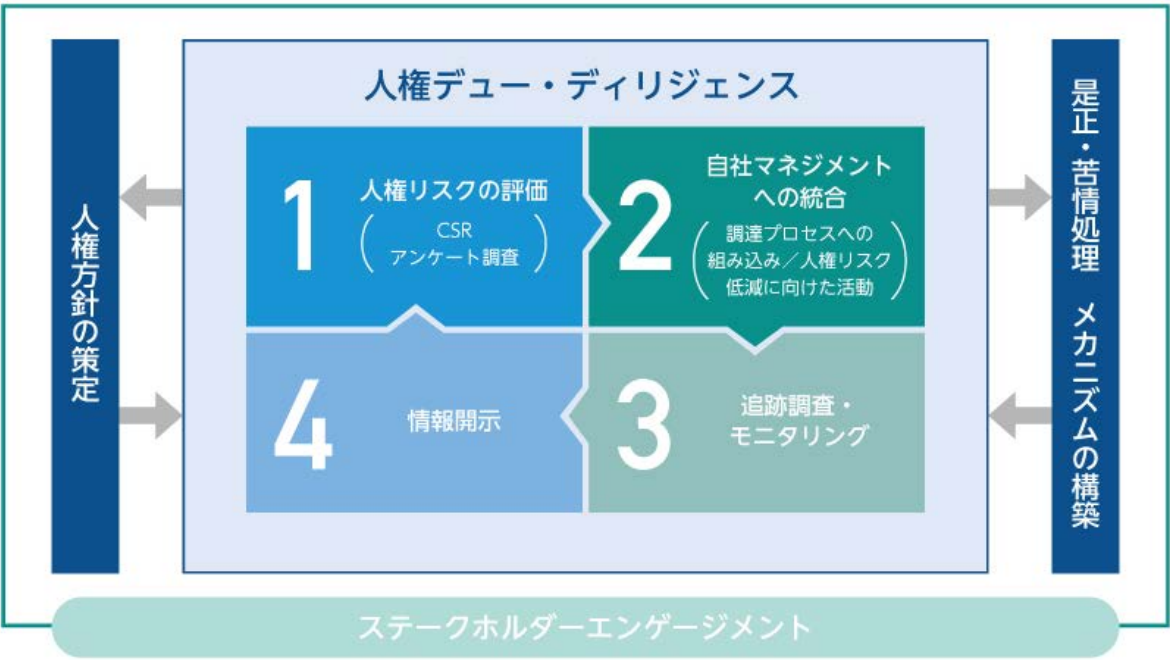 人権方針の策定
人権デュー・ディリジェンス
1
人権リスクの評価
(CSR
アンケート調査)
2
自社マネジメント
への統合
(調達プロセスへの
組み込み／人権リスク
低減に向けた活動)
3
追跡調査・
モニタリング
4
情報開示
是正・苦情処理　メカニズムの構築
ステークホルダーエンゲージメント